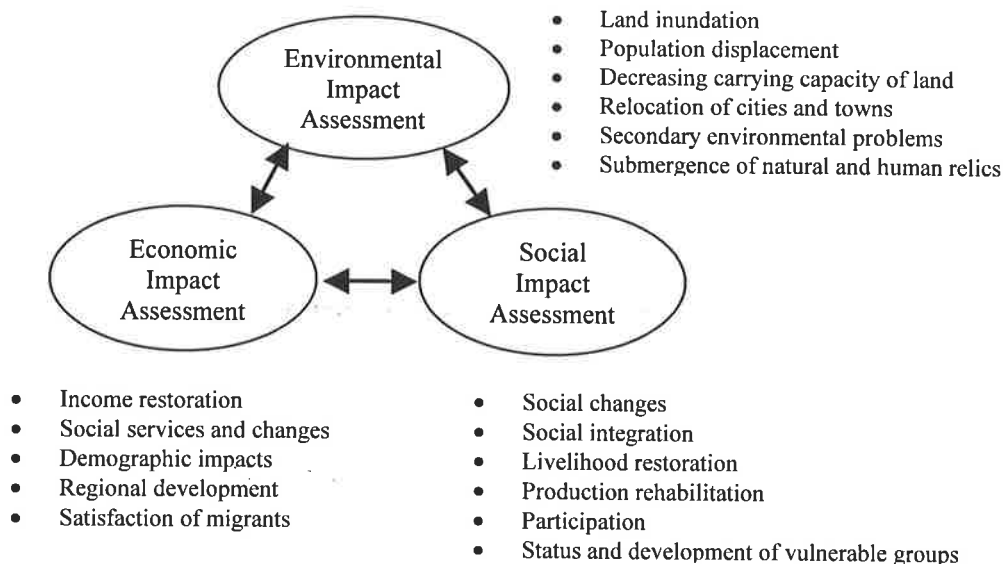 Environmental
Impact
Assessment
• Land inundation
• Population displacement
• Decreasing carrying capacity of land
• Relocation of cities and towns
• Secondary environmental problems
• Submergence of natural and human relics
Economic
Impact
Assessment
Social
Impact
Assessment
• Income restoration
• Social services and changes
• Demographic impacts
• Regional development
• Satisfaction of migrants
• Social changes
• Social integration
• Livelihood restoration
• Production rehabilitation
• Participation
• Status and development of vulnerable groups